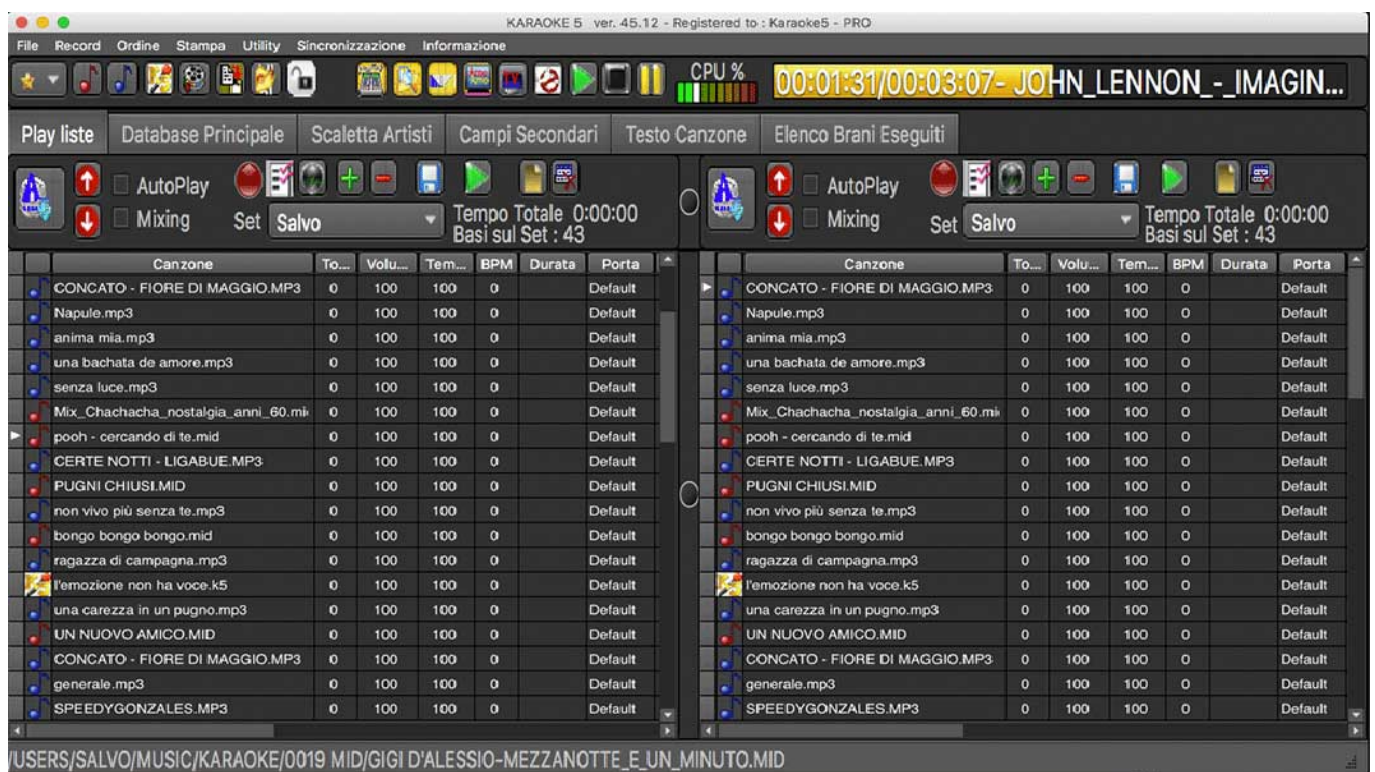 KARAOKE 5 ver. 45.12 - Registered to : Karaoke5 - PRO
File Record Ordine Stampa Utility Sincronizzazione Informazione
CPU % 00:01:31/00:03:07- JOHN_LENNON_-_IMAGIN...
Play liste Database Principale Scaletta Artisti Campi Secondari Testo Canzone Elenco Brani Eseguiti
AutoPlay
Mixing Set Salvo Tempo Totale 0:00:00
Basi sul Set : 43
AutoPlay
Mixing Set Salvo Tempo Totale 0:00:00
Basi sul Set : 43
Canzone To... Volu... Tem... BPM Durata Porta
CONCATO - FIORE DI MAGGIO.MP3 0 100 100 0 Default
Napule.mp3 0 100 100 0 Default
anima mia.mp3 0 100 100 0 Default
una bachata de amore.mp3 0 100 100 0 Default
senza luce.mp3 0 100 100 0 Default
Mix_Chachacha_nostalgia_anni_60.mi 0 100 100 0 Default
pooh - cercando di te.mid 0 100 100 0 Default
CERTE NOTTI - LIGABUE.MP3 0 100 100 0 Default
PUGNI CHIUSI.MID 0 100 100 0 Default
non vivo più senza te.mp3 0 100 100 0 Default
bongo bongo bongo.mid 0 100 100 0 Default
ragazza di campagna.mp3 0 100 100 0 Default
l'emozione non ha voce.k5 0 100 100 0 Default
una carezza in un pugno.mp3 0 100 100 0 Default
UN NUOVO AMICO.MID 0 100 100 0 Default
CONCATO - FIORE DI MAGGIO.MP3 0 100 100 0 Default
generale.mp3 0 100 100 0 Default
SPEEDYGONZALES.MP3 0 100 100 0 Default
Canzone To... Volu... Tem... BPM Durata Porta
CONCATO - FIORE DI MAGGIO.MP3 0 100 100 0 Default
Napule.mp3 0 100 100 0 Default
anima mia.mp3 0 100 100 0 Default
una bachata de amore.mp3 0 100 100 0 Default
senza luce.mp3 0 100 100 0 Default
Mix_Chachacha_nostalgia_anni_60.mi 0 100 100 0 Default
pooh - cercando di te.mid 0 100 100 0 Default
CERTE NOTTI - LIGABUE.MP3 0 100 100 0 Default
PUGNI CHIUSI.MID 0 100 100 0 Default
non vivo più senza te.mp3 0 100 100 0 Default
bongo bongo bongo.mid 0 100 100 0 Default
ragazza di campagna.mp3 0 100 100 0 Default
l'emozione non ha voce.k5 0 100 100 0 Default
una carezza in un pugno.mp3 0 100 100 0 Default
UN NUOVO AMICO.MID 0 100 100 0 Default
CONCATO - FIORE DI MAGGIO.MP3 0 100 100 0 Default
generale.mp3 0 100 100 0 Default
SPEEDYGONZALES.MP3 0 100 100 0 Default
/USERS/SALVO/MUSIC/KARAOKE/0019 MID/GIGI D'ALESSIO-MEZZANOTTE_E_UN_MINUTO.MID